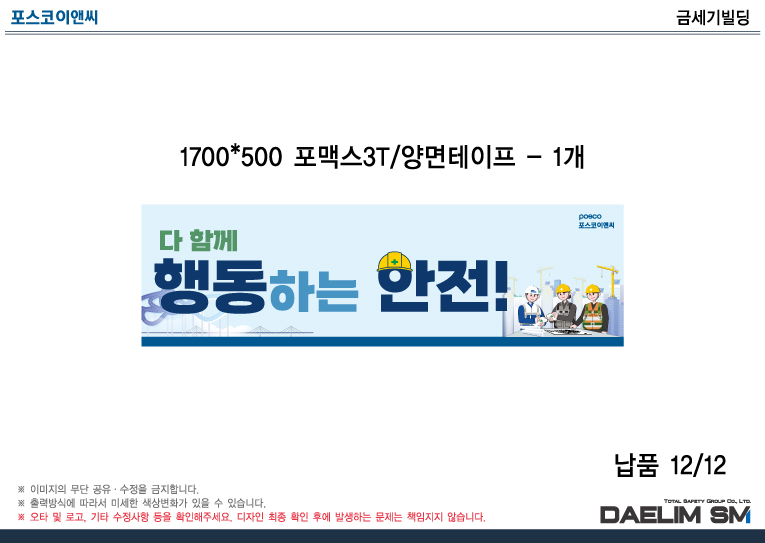 포스코이앤씨
금세기빌딩
1700*500 포맥스3T/양면테이프 - 1개
posco
포스코이앤씨
다 함께
행동하는 안전!
납품 12/12
※ 이미지의 무단 공유 · 수정을 금지합니다.
※ 출력방식에 따라서 미세한 색상변화가 있을 수 있습니다.
※ 오타 및 로고, 기타 수정사항 등을 확인해주세요. 디자인 최종 확인 후에 발생하는 문제는 책임지지 않습니다.
TOTAL SAFETY GROUP CO., LTD.
DAELIM SM